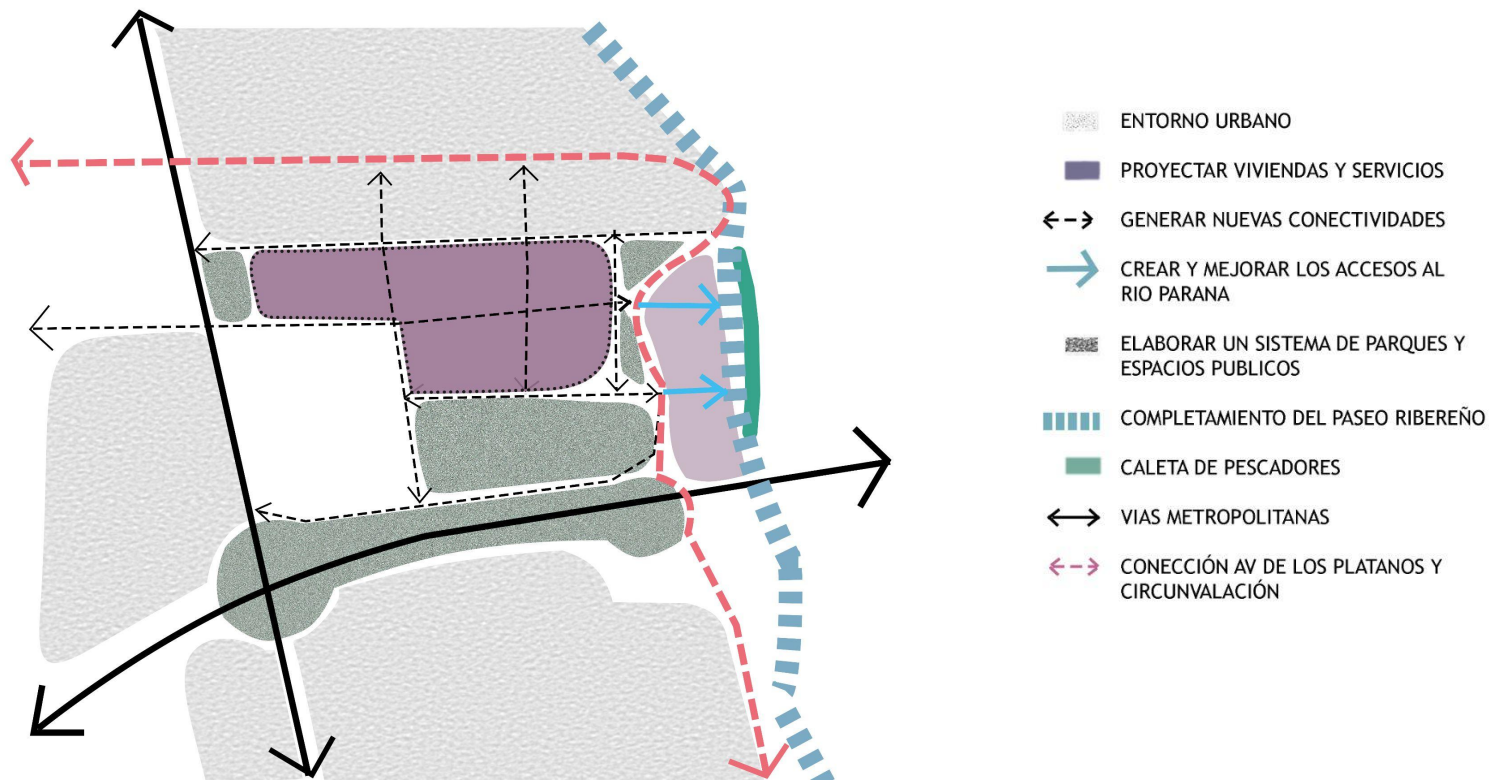 ENTORNO URBANO
PROYECTAR VIVIENDAS Y SERVICIOS
GENERAR NUEVAS CONECTIVIDADES
CREAR Y MEJORAR LOS ACCESOS AL
RIO PARANA
ELABORAR UN SISTEMA DE PARQUES Y
ESPACIOS PUBLICOS
COMPLETAMIENTO DEL PASEO RIBEREÑO
CALETA DE PESCADORES
VIAS METROPOLITANAS
CONECCIÓN AV DE LOS PLATANOS Y
CIRCUNVALACIÓN